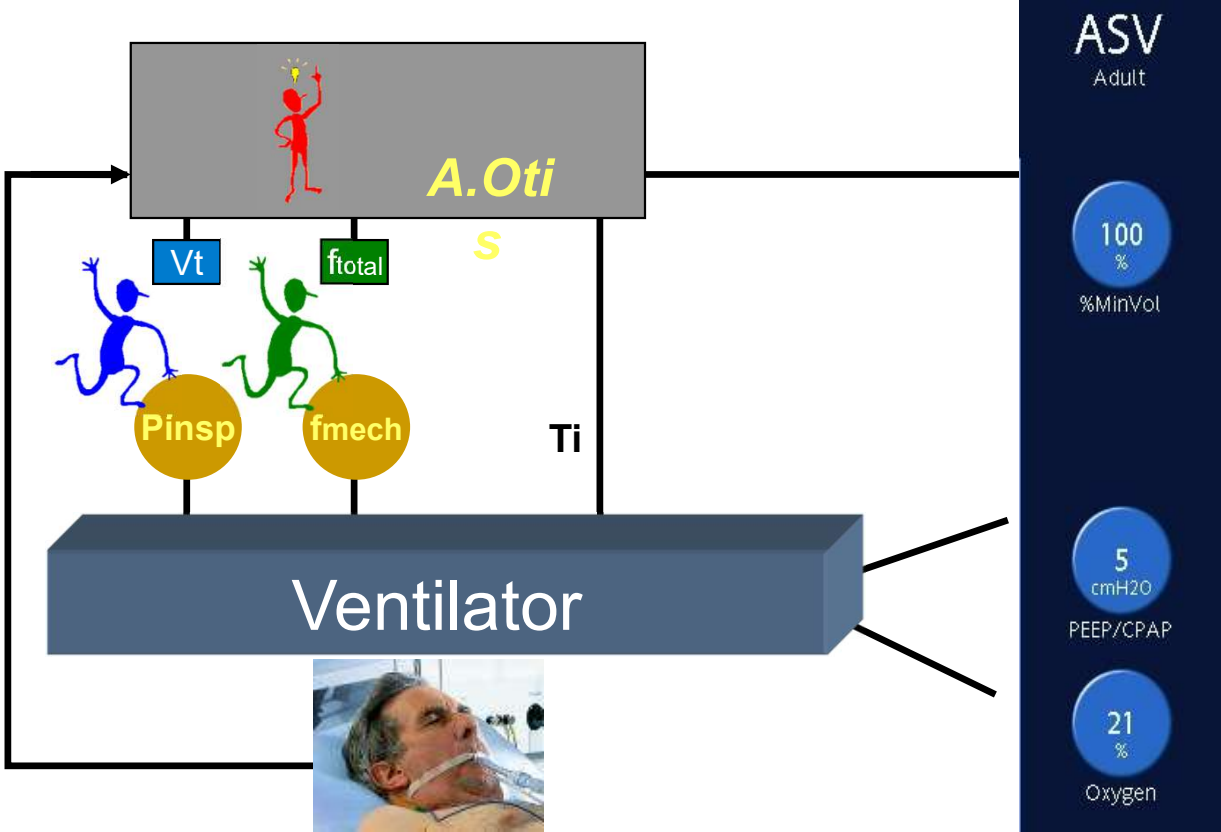 ASV
Adult
A.Oti
s
Vt
ftotal
100
%
%MinVol
Pinsp
fmech
Ti
5
cmH2O
PEEP/CPAP
Ventilator
21
%
Oxygen